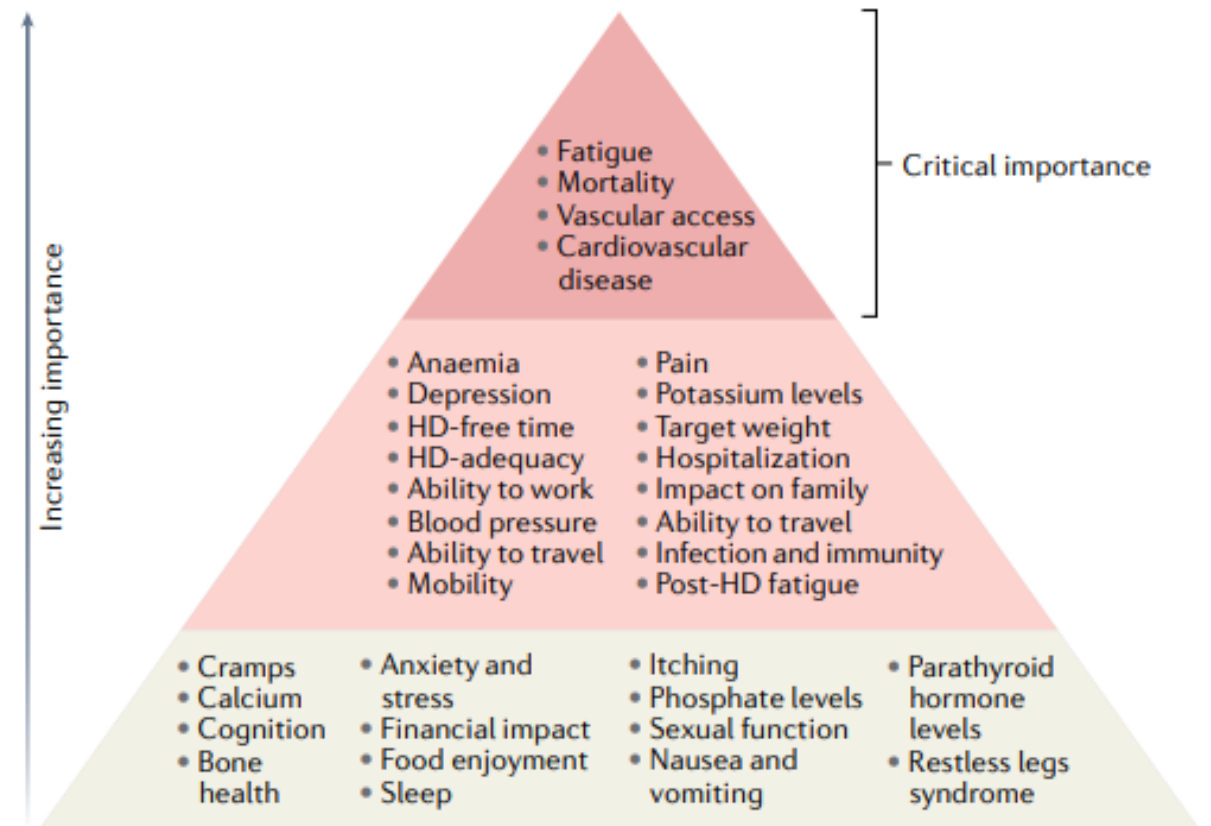 Increasing importance
• Fatigue
• Mortality
• Vascular access
• Cardiovascular
disease
Critical importance
• Anaemia
• Depression
• HD-free time
• HD-adequacy
• Ability to work
• Blood pressure
• Ability to travel
• Mobility
• Pain
• Potassium levels
• Target weight
• Hospitalization
• Impact on family
• Ability to travel
• Infection and immunity
• Post-HD fatigue
• Cramps
• Calcium
• Cognition
• Bone
health
• Anxiety and
stress
• Financial impact
• Food enjoyment
• Sleep
• Itching
• Phosphate levels
• Sexual function
• Nausea and
vomiting
• Parathyroid
hormone
levels
• Restless legs
syndrome